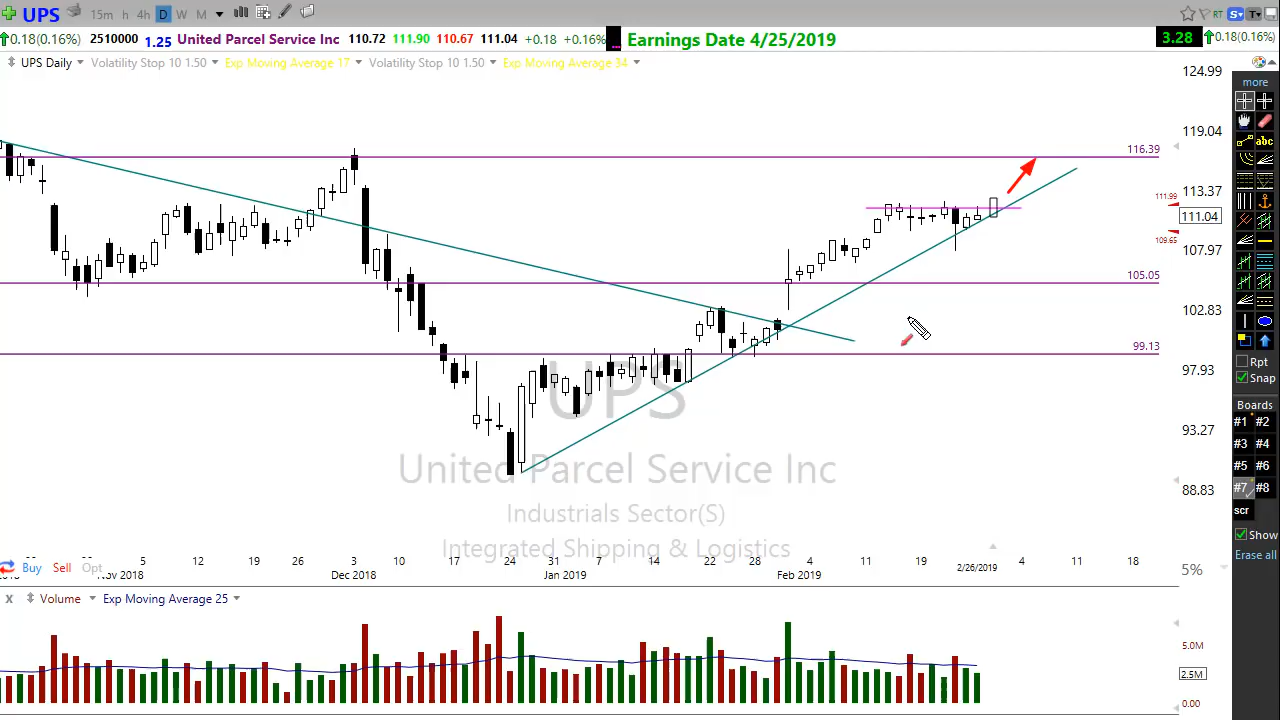 UPS 15m h 4h D W M RT S T
0.18(0.16%) 2510000 1.25 United Parcel Service Inc 110.72 111.90 110.67 111.04 +0.18 +0.16% ... Earnings Date 4/25/2019 3.28 0.18(0.16%)
UPS Daily Volatility Stop 10 1.50 Exp Moving Average 17 Volatility Stop 10 1.50 Exp Moving Average 34
124.99
more
119.04
abc
116.39
113.37
111.99
111.04
109.65
107.97
105.05
102.83
99.13
97.93
Rpt
Snap
UPS
Boards
#1 #2
93.27
#3 #4
United Parcel Service Inc
#5 #6
88.83
#7 #8
Industrials Sector(S)
scr
Integrated Shipping & Logistics
Show
Erase all
5 12 19 26 3 10 17 24 31 7 14 22 28 4 11 19 2/26/2019 4 11 18
Buy Sell Opt
Nov 2018 Dec 2018 Jan 2019 Feb 2019
5%
X Volume Exp Moving Average 25
5.0M
2.5M
0.00